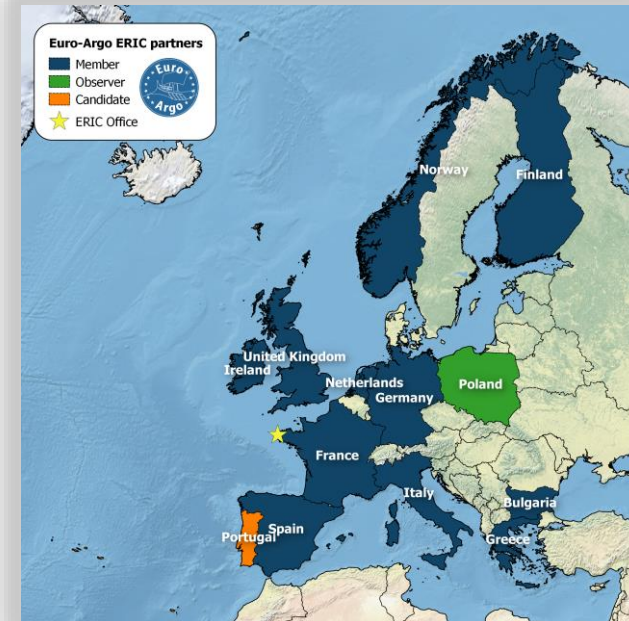 Euro-Argo ERIC partners
Member
Observer
Candidate
ERIC Office
Euro
Argo
Norway
Finland
United Kingdom
Ireland
Netherlands
Germany
Poland
France
Italy
Bulgaria
Greece
Spain
Portugal